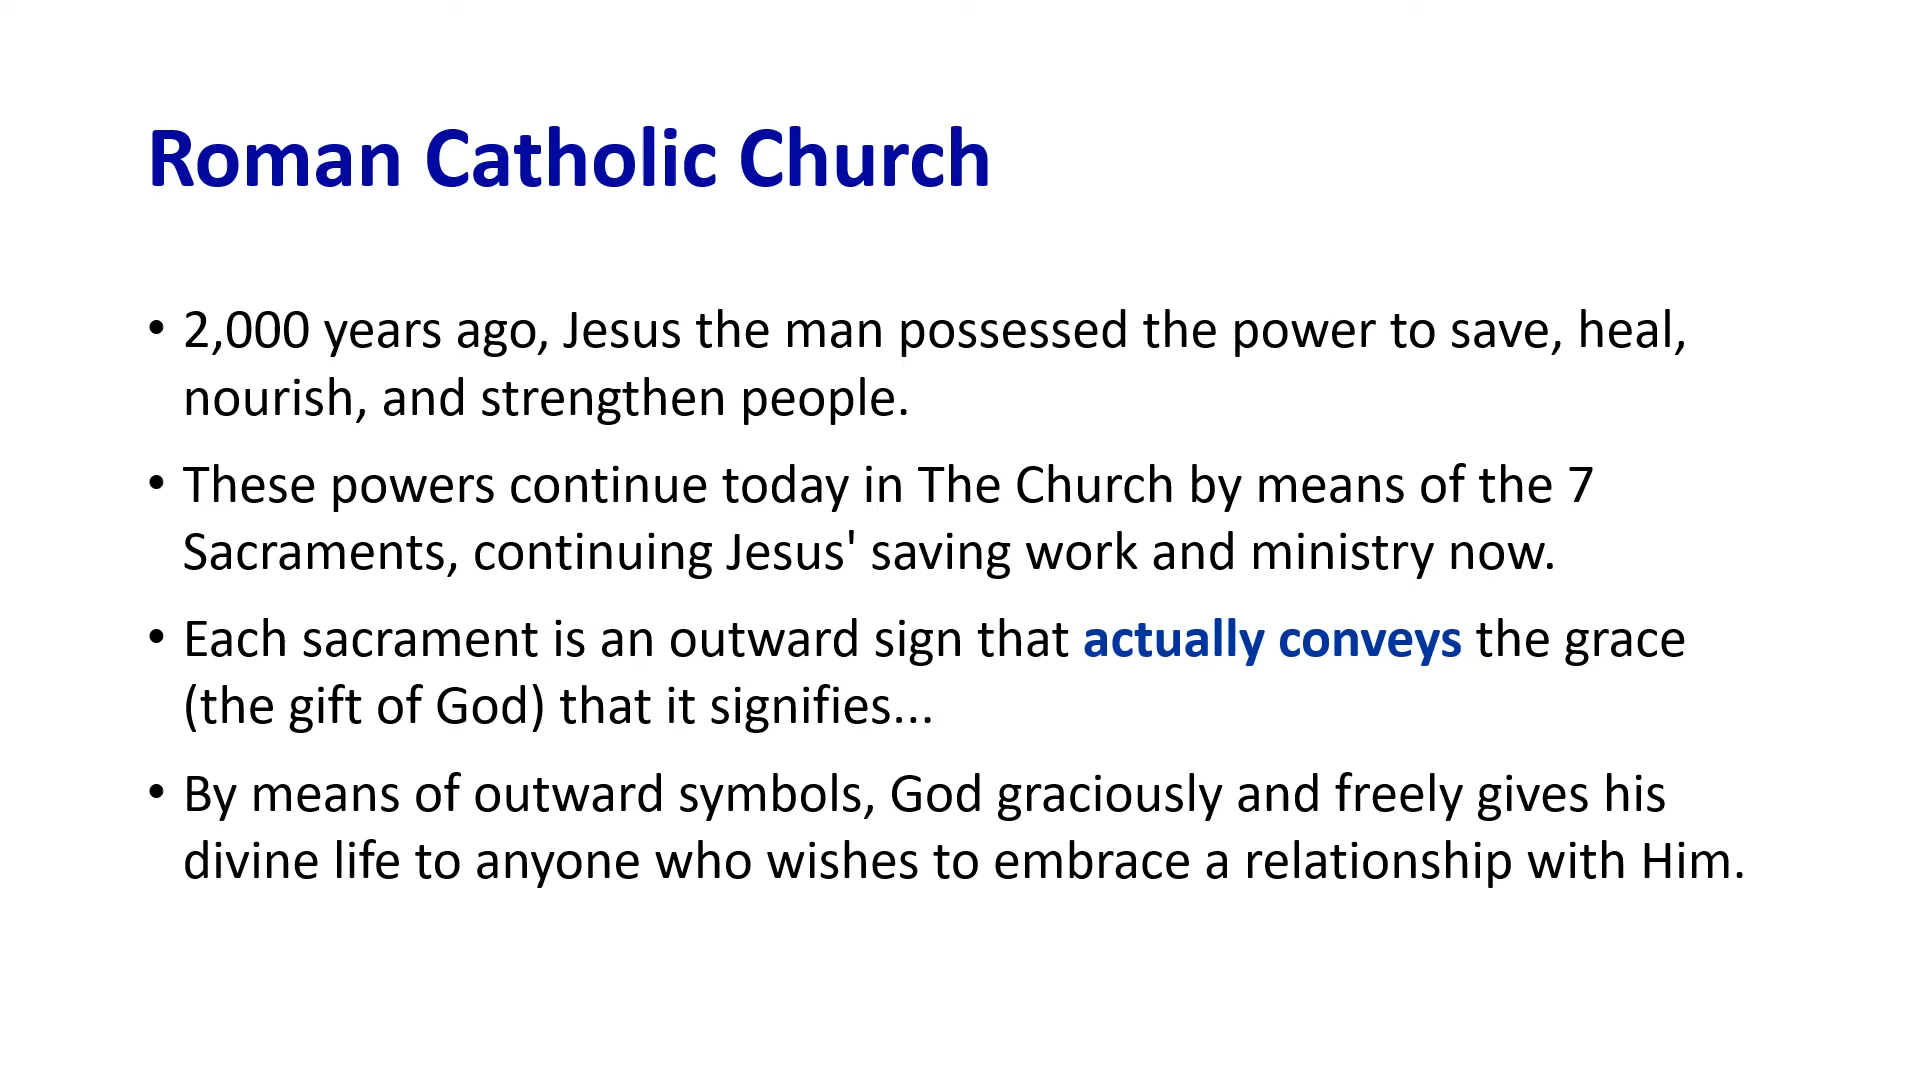 Roman Catholic Church
• 2,000 years ago, Jesus the man possessed the power to save, heal,
nourish, and strengthen people.
• These powers continue today in The Church by means of the 7
Sacraments, continuing Jesus' saving work and ministry now.
• Each sacrament is an outward sign that actually conveys the grace
(the gift of God) that it signifies...
• By means of outward symbols, God graciously and freely gives his
divine life to anyone who wishes to embrace a relationship with Him.